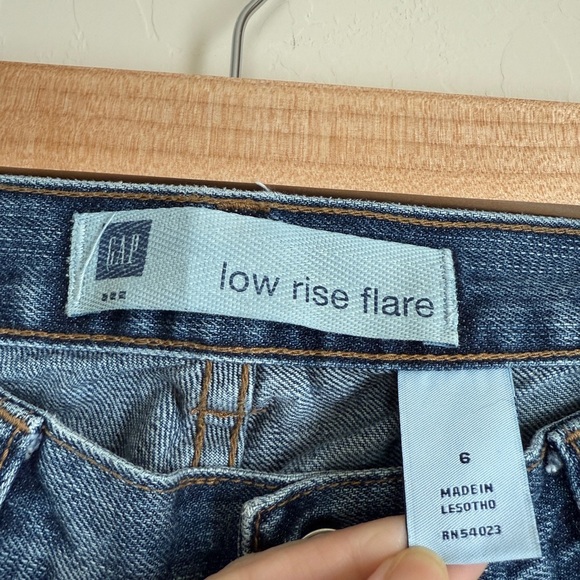 GAP
low rise flare
6
MADE IN
LESOTHO
RN54023